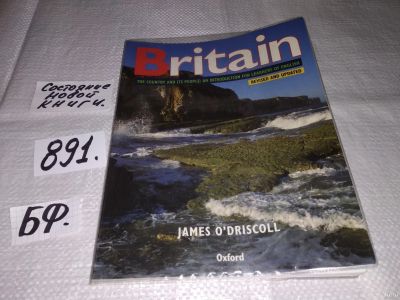 Состояние
новой
книги.
891.
БФ.
Britain
THE COUNTRY AND ITS PEOPLE: AN INTRODUCTION FOR LEARNERS OF ENGLISH
REVISED AND UPDATED
JAMES O'DRISCOLL
Oxford